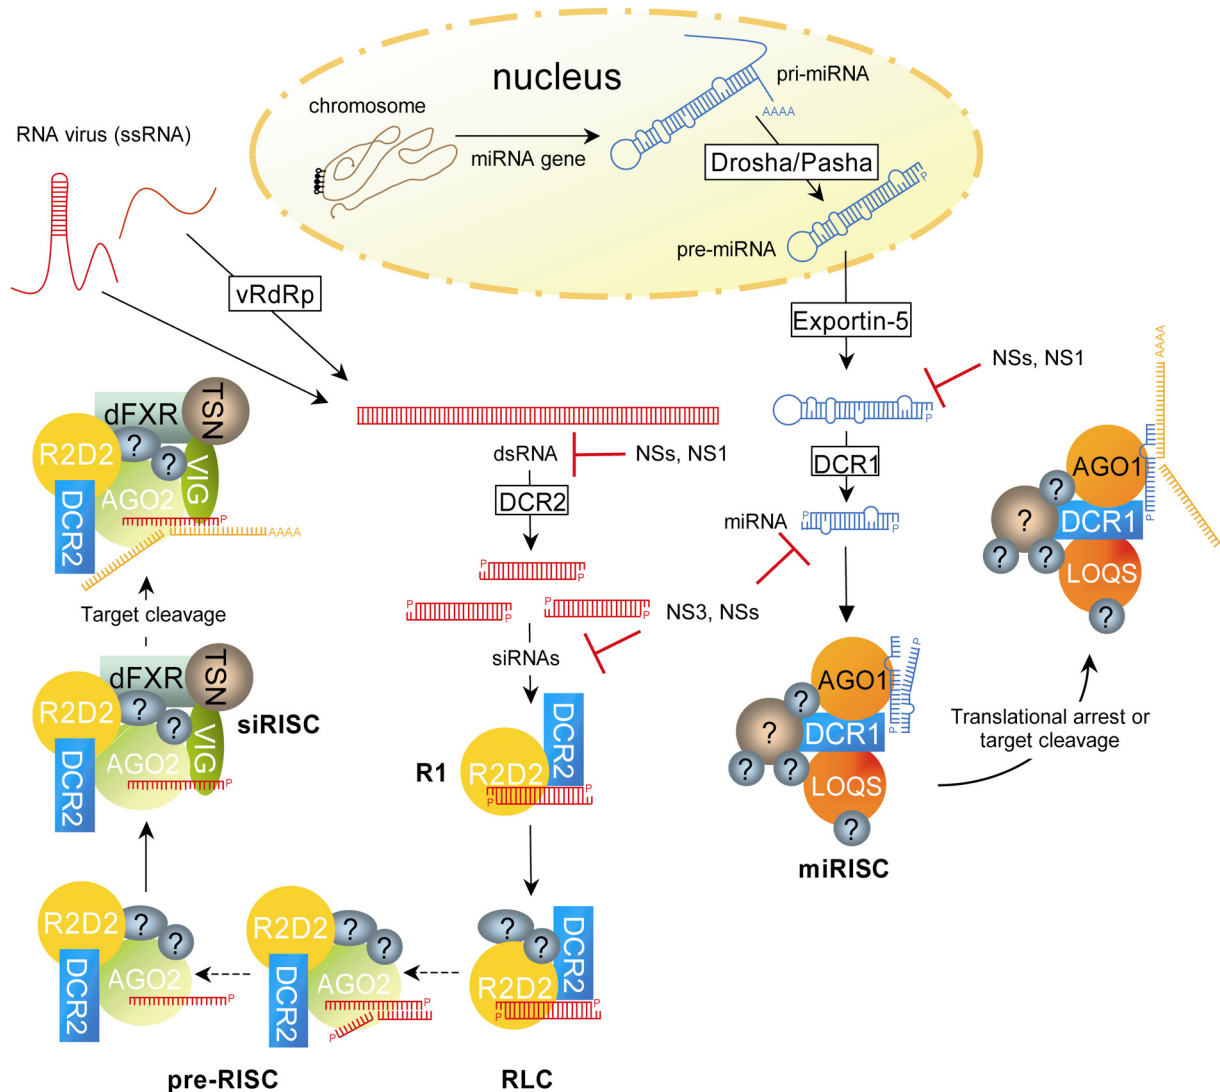 nucleus
pri-miRNA
chromosome
AAAA
RNA virus (ssRNA)
miRNA gene
Drosha/Pasha
P
pre-miRNA
vRdRp
Exportin-5
AAAA
NSs, NS1
dFXR
TSN
P
R2D2
?
?
VIG
dsRNA
NSs, NS1
DCR1
AGO1
?
AGO2
DCR2
DCR2
P
P
?
DCR1
P
AAAA
miRNA
P
P
?
?
LOQS
P
P
?
Target cleavage
P
P
P
P
NS3, NSs
siRNAs
dFXR
TSN
AGO1
P
R2D2
?
?
siRISC
DCR2
?
?
DCR1
P
Translational arrest or
target cleavage
VIG
AGO2
DCR2
P
R1
R2D2
P
P
?
?
LOQS
?
miRISC
R2D2
?
?
R2D2
?
?
?
?
DCR2
DCR2
AGO2
P
DCR2
AGO2
P
P
R2D2
P
P
pre-RISC
RLC